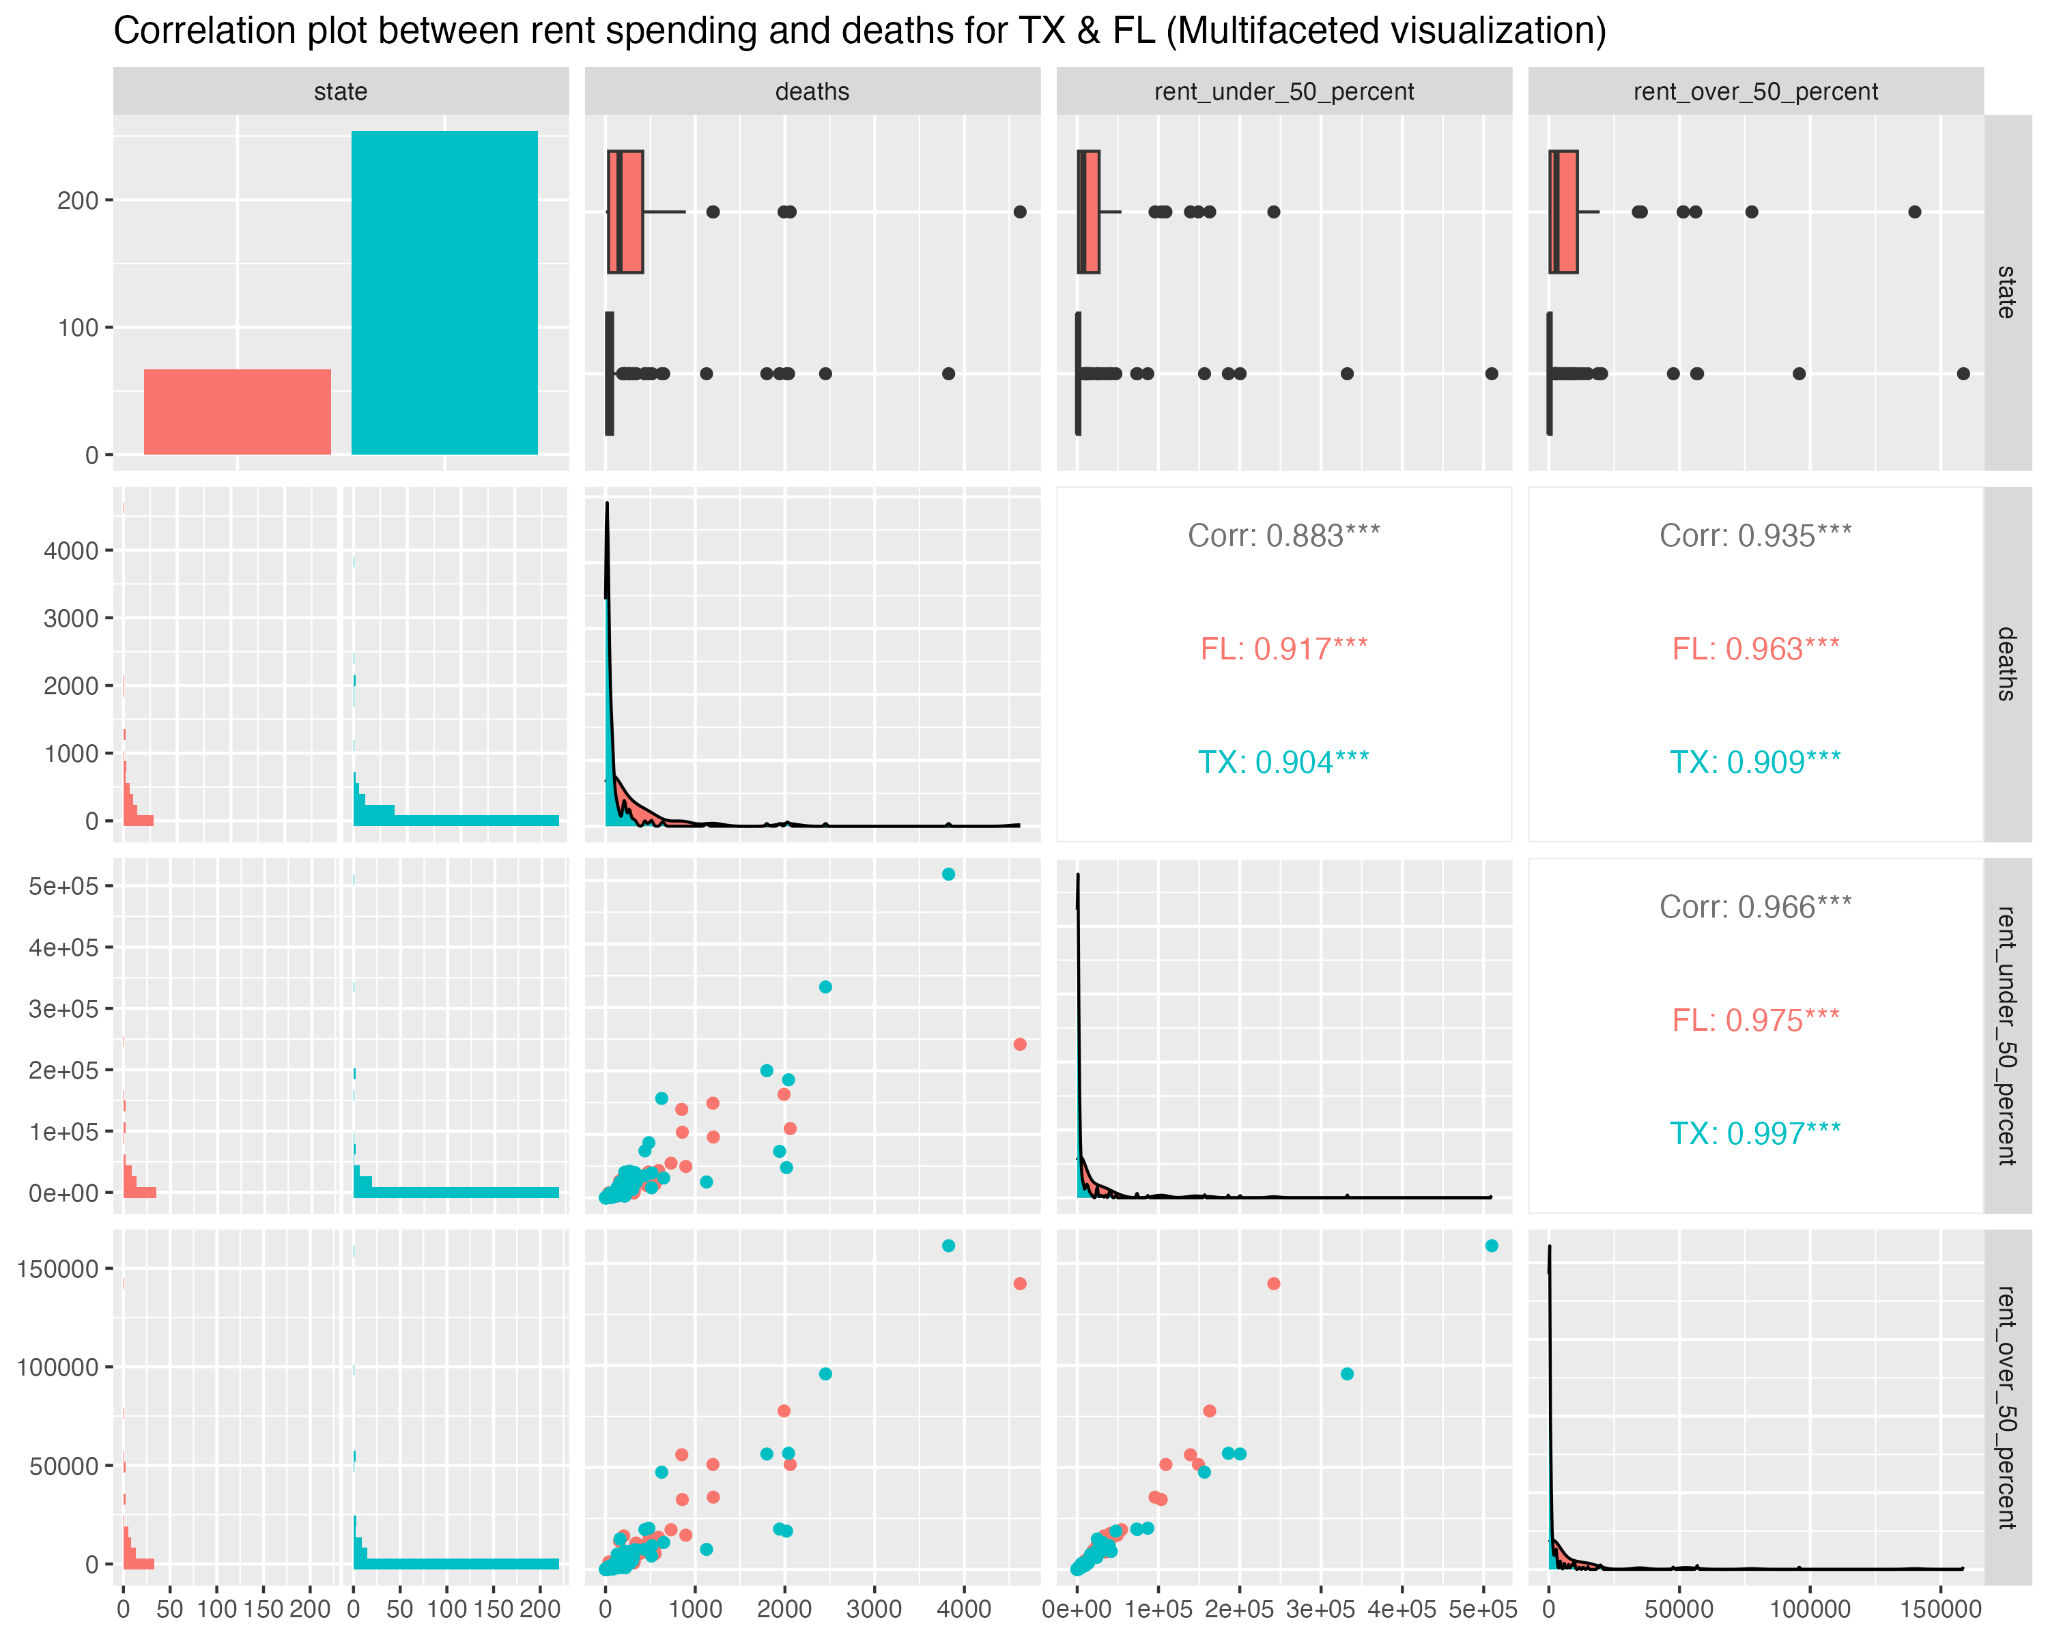 Correlation plot between rent spending and deaths for TX & FL (Multifaceted visualization)
state
deaths
rent_under_50_percent
rent_over_50_percent
200
100
0
state
4000
3000
2000
1000
0
Corr: 0.883***
FL: 0.917***
TX: 0.904***
Corr: 0.935***
FL: 0.963***
TX: 0.909***
deaths
5e+05
4e+05
3e+05
2e+05
1e+05
0e+00
Corr: 0.966***
FL: 0.975***
TX: 0.997***
rent_under_50_percent
150000
100000
50000
0
rent_over_50_percent
0 50 100 150 200 0 50 100 150 200 0 1000 2000 3000 4000 0e+00 1e+05 2e+05 3e+05 4e+05 5e+05 0 50000 100000 150000